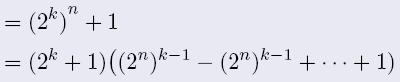 = (2^k)^n + 1
= (2^k + 1)((2^n)^{k-1} − (2^n)^{k-1} + ⋯ + 1)